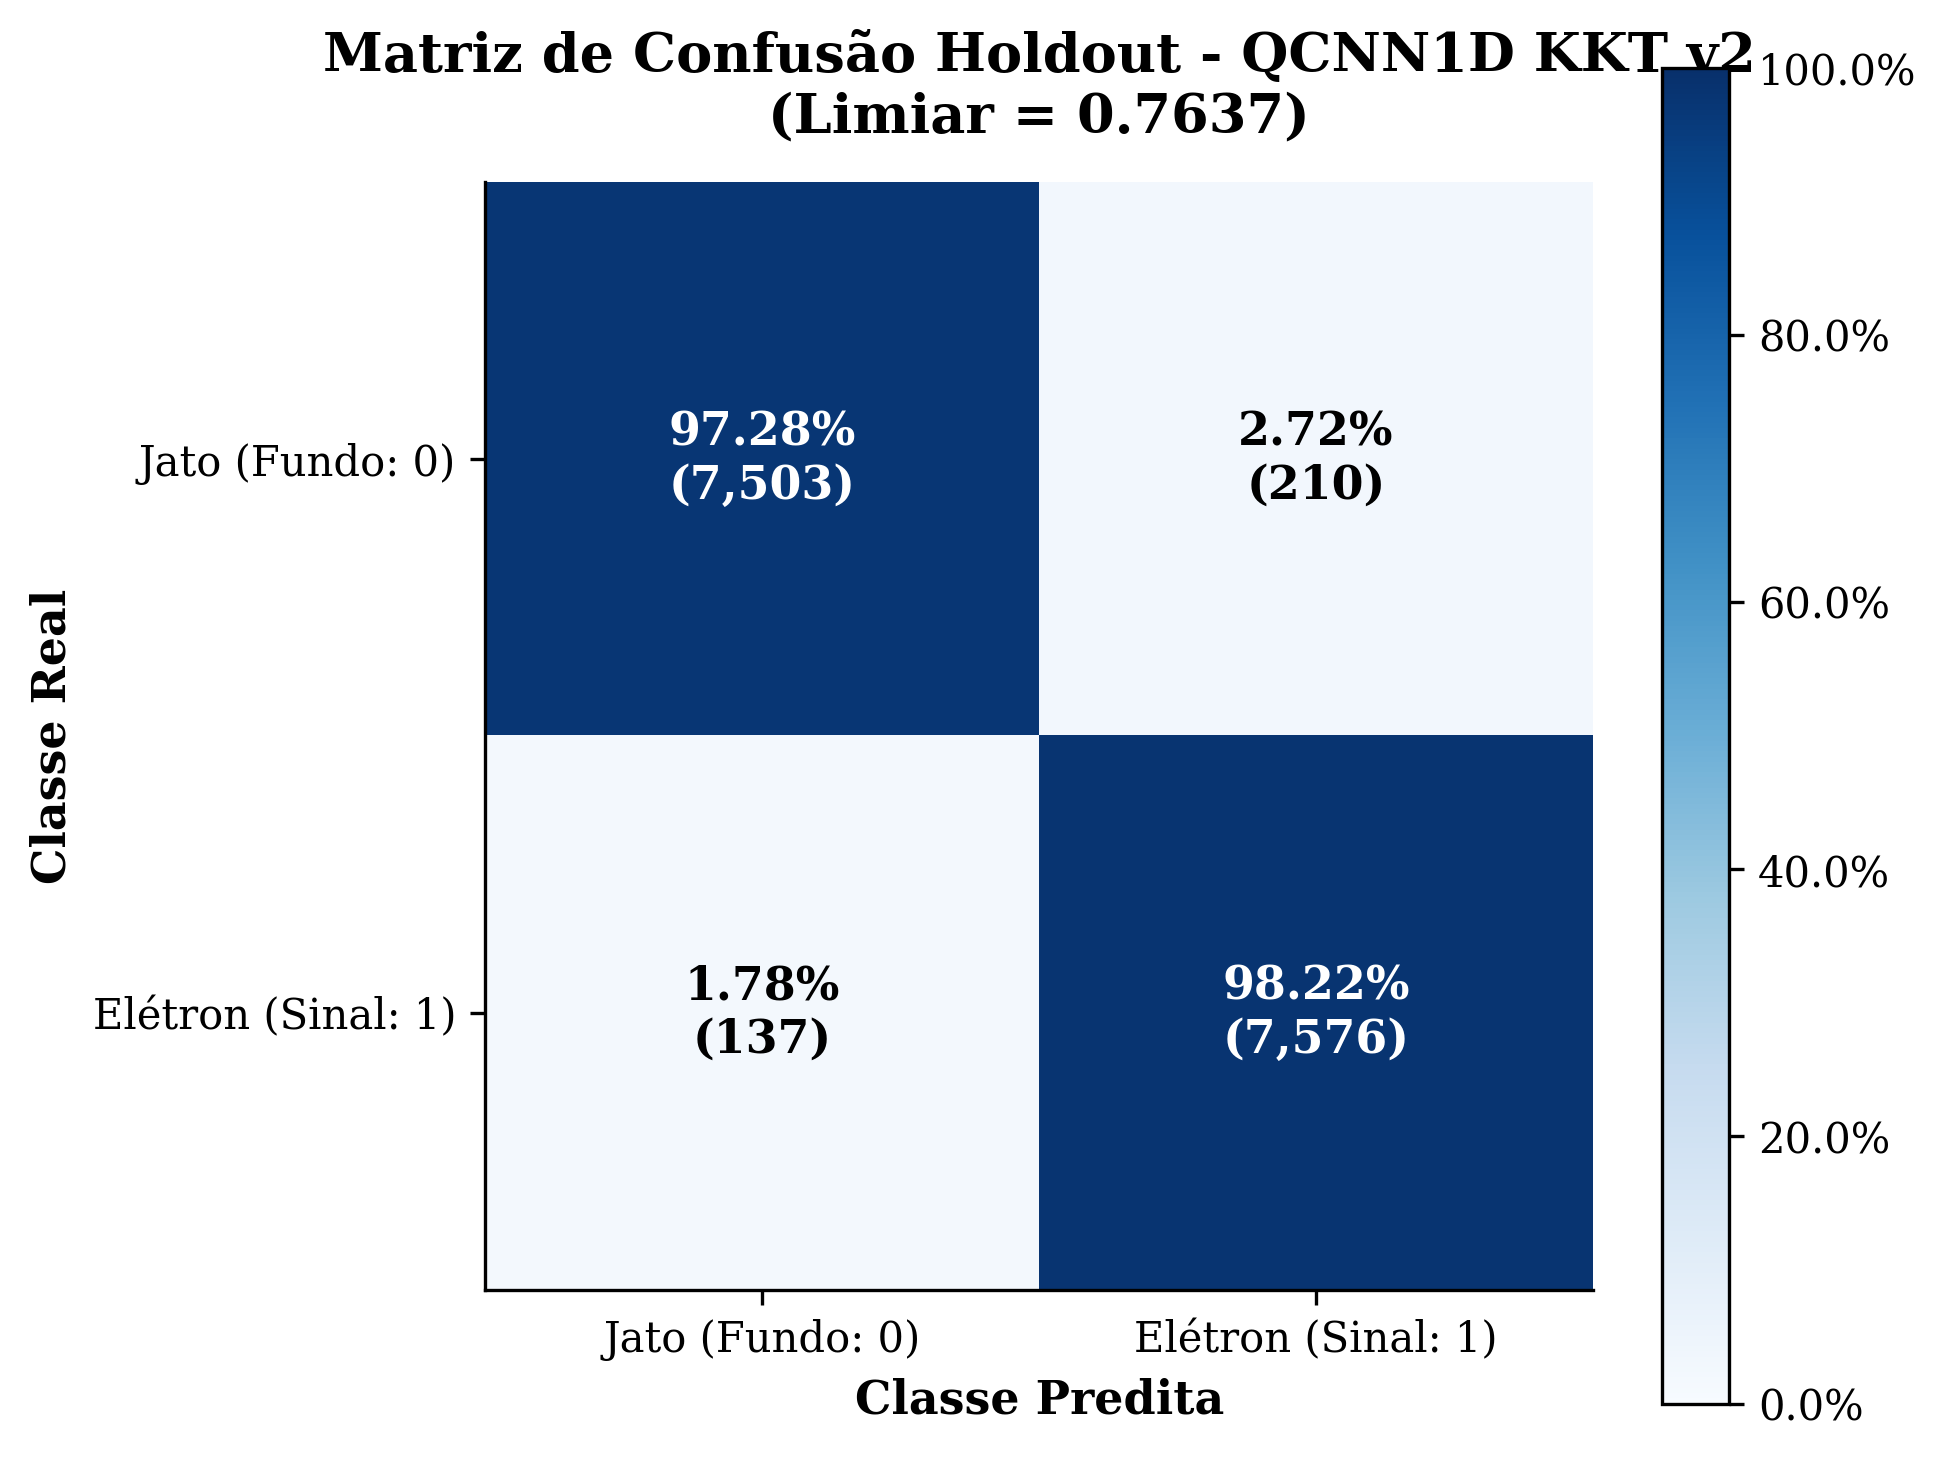 Matriz de Confusão Holdout - QCNN1D KKT v2
(Limiar = 0.7637)
100.0%
80.0%
60.0%
40.0%
20.0%
0.0%
Classe Real
Jato (Fundo: 0)
97.28%
(7,503)
2.72%
(210)
Elétron (Sinal: 1)
1.78%
(137)
98.22%
(7,576)
Jato (Fundo: 0)
Elétron (Sinal: 1)
Classe Predita